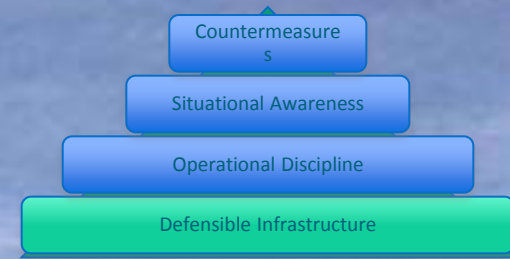 Countermeasure
s
Situational Awareness
Operational Discipline
Defensible Infrastructure